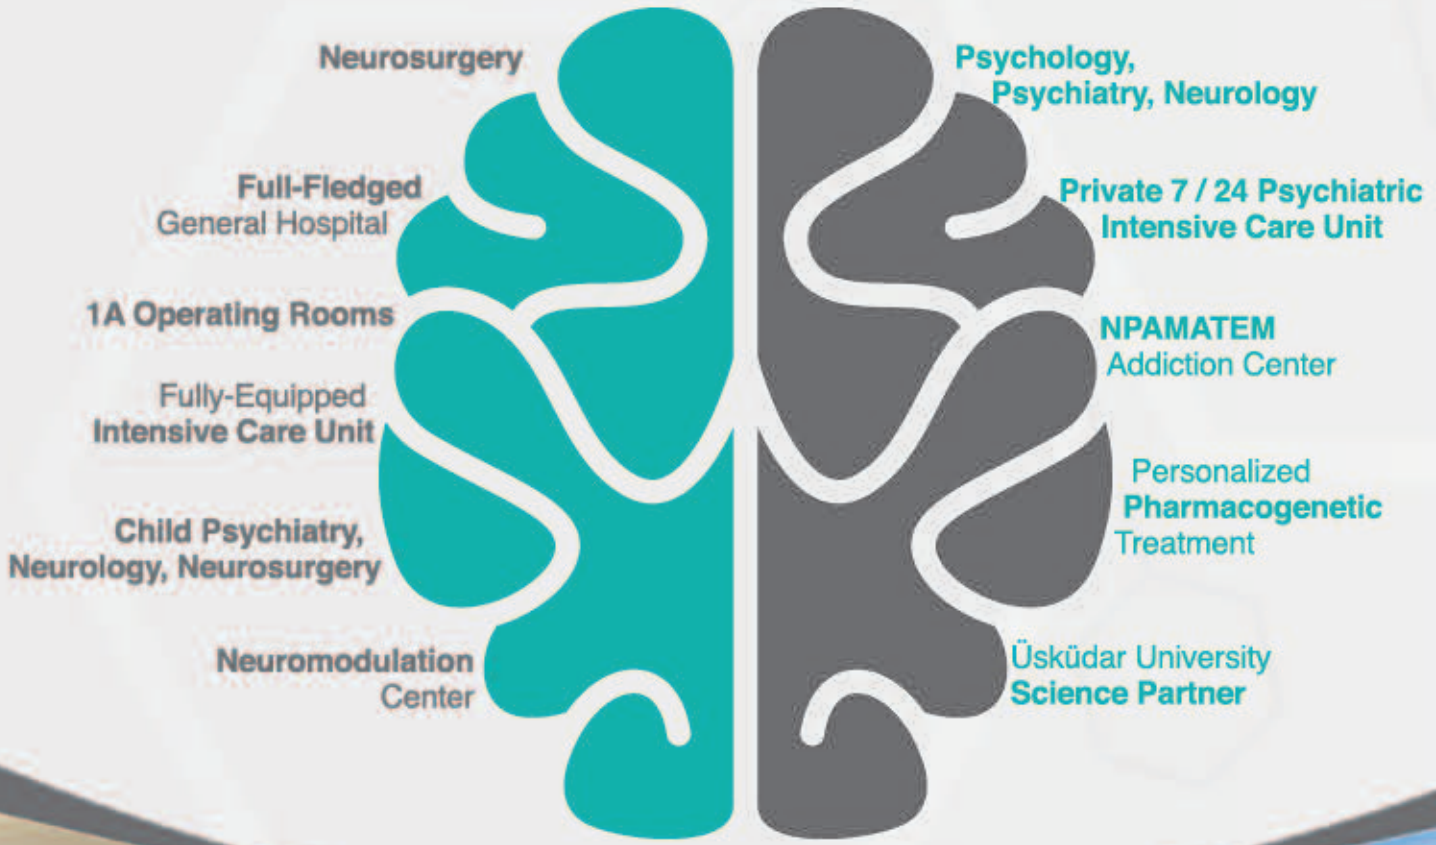 Neurosurgery
Full-Fledged
General Hospital
1A Operating Rooms
Fully-Equipped
Intensive Care Unit
Child Psychiatry,
Neurology, Neurosurgery
Neuromodulation
Center
Psychology,
Psychiatry, Neurology
Private 7 / 24 Psychiatric
Intensive Care Unit
NPAMATEM
Addiction Center
Personalized
Pharmacogenetic
Treatment
Üsküdar University
Science Partner